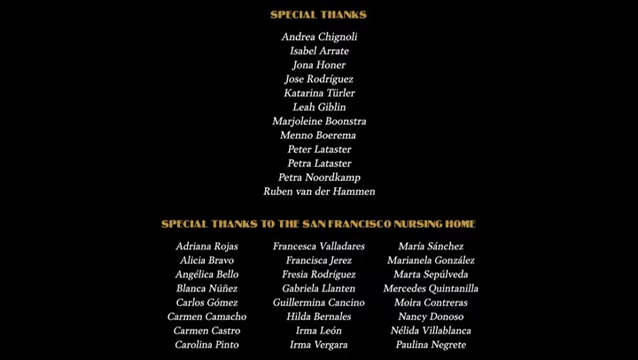 SPECIAL THANKS
Andrea Chignoli
Isabel Arrate
Jona Honer
Jose Rodríguez
Katarina Türler
Leah Giblin
Marjoleine Boonstra
Menno Boerema
Peter Lataster
Petra Lataster
Petra Noordkamp
Ruben van der Hammen
SPECIAL THANKS TO THE SAN FRANCISCO NURSING HOME
Adriana Rojas Francesca Valladares María Sánchez
Alicia Bravo Francisca Jerez Marianela González
Angélica Bello Fresia Rodríguez Marta Sepúlveda
Blanca Núñez Gabriela Llanten Mercedes Quintanilla
Carlos Gómez Guillermina Cancino Moira Contreras
Carmen Camacho Hilda Bernales Nancy Donoso
Carmen Castro Irma León Nélida Villablanca
Carolina Pinto Irma Vergara Paulina Negrete